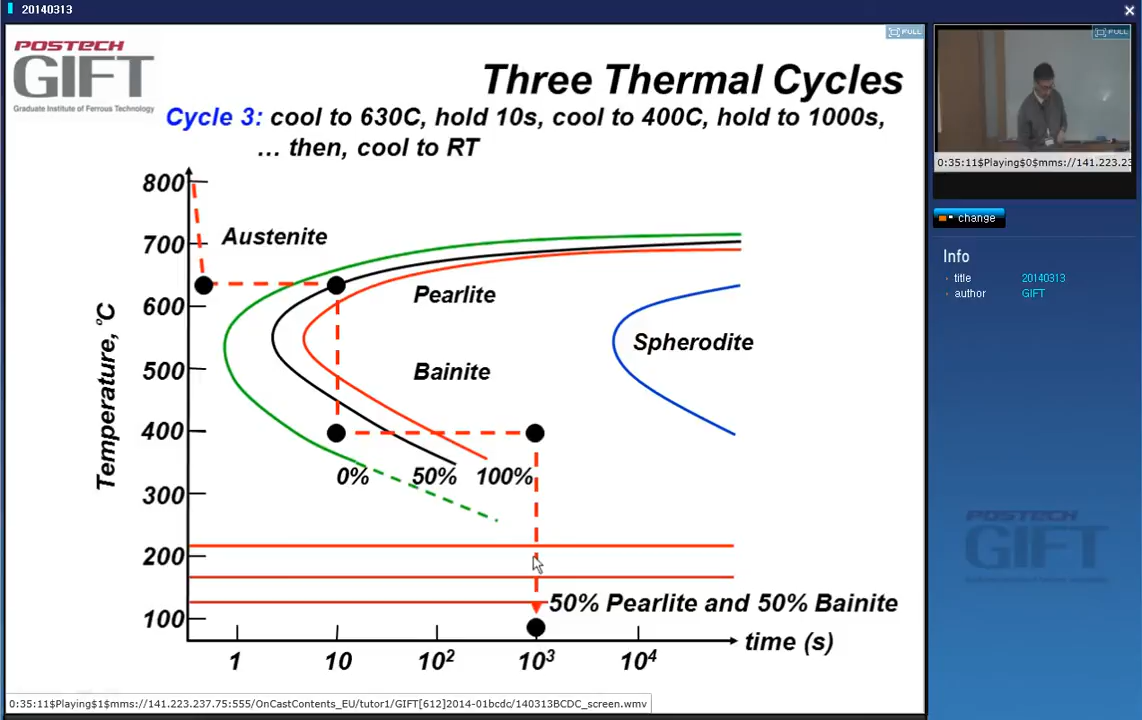 20140313
POSTECH
GIFT
Graduate Institute of Ferrous Technology
FULL
Three Thermal Cycles
Cycle 3: cool to 630C, hold 10s, cool to 400C, hold to 1000s,
… then, cool to RT
Temperature, °C
800
700
600
500
400
300
200
100
Austenite
Pearlite
Spherodite
Bainite
0% 50% 100%
50% Pearlite and 50% Bainite
time (s)
1 10 10² 10³ 10⁴
0:35:11$Playing$1$mms://141.223.237.75:555/OnCastContents_EU/tutor1/GIFT[612]2014-01bcdc/140313BCDC_screen.wmv
FULL
0:35:11$Playing$0$mms://141.223.23
change
Info
title 20140313
author GIFT
POSTECH
GIFT